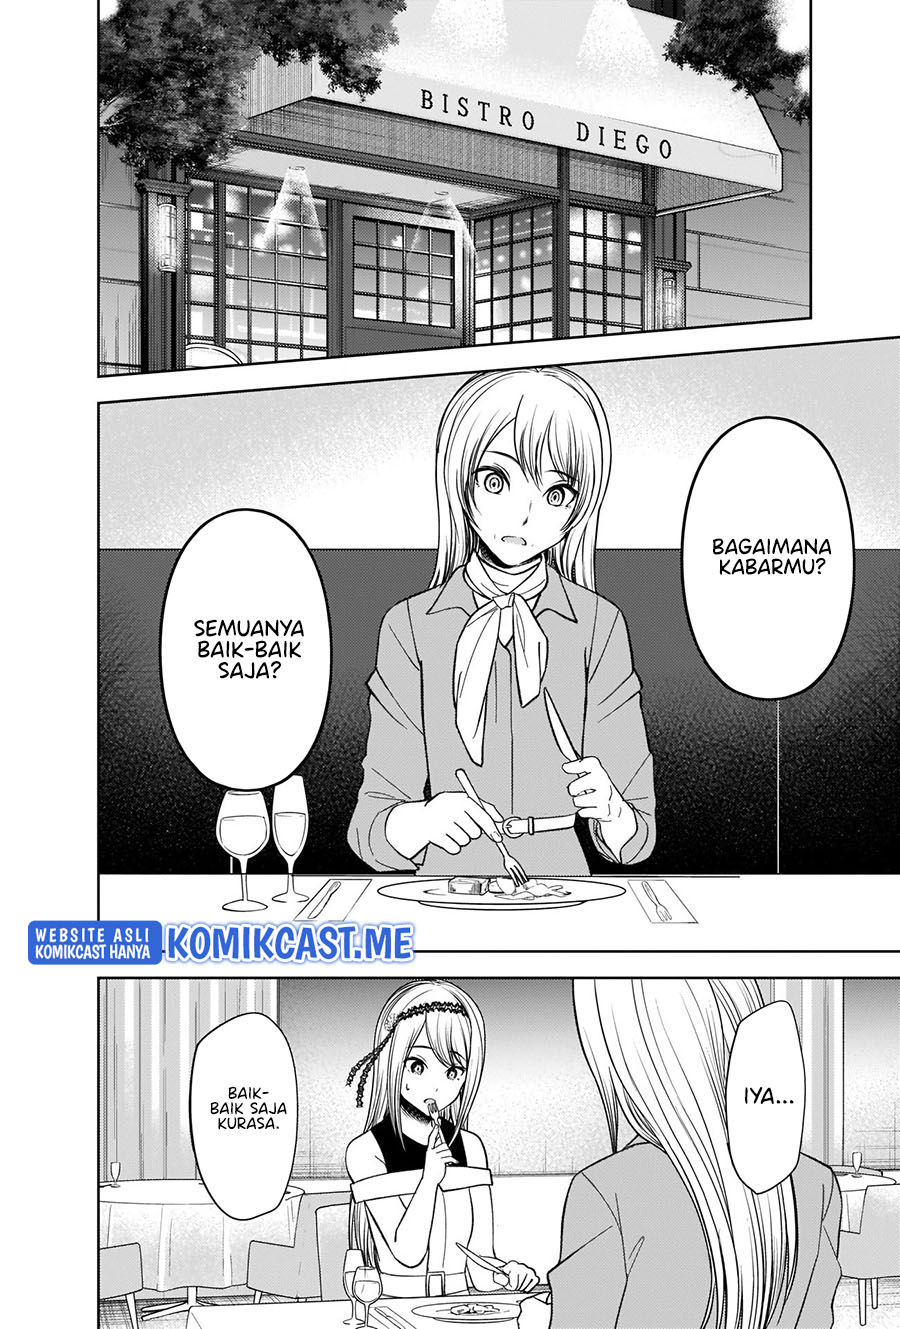 BISTRO DIEGO
BAGAIMANA
KABARMU?
SEMUANYA
BAIK-BAIK
SAJA?
WEBSITE ASLI
KOMIKCAST HANYA
KOMIKCAST.ME
IYA...
BAIK-
BAIK SAJA
KURASA.